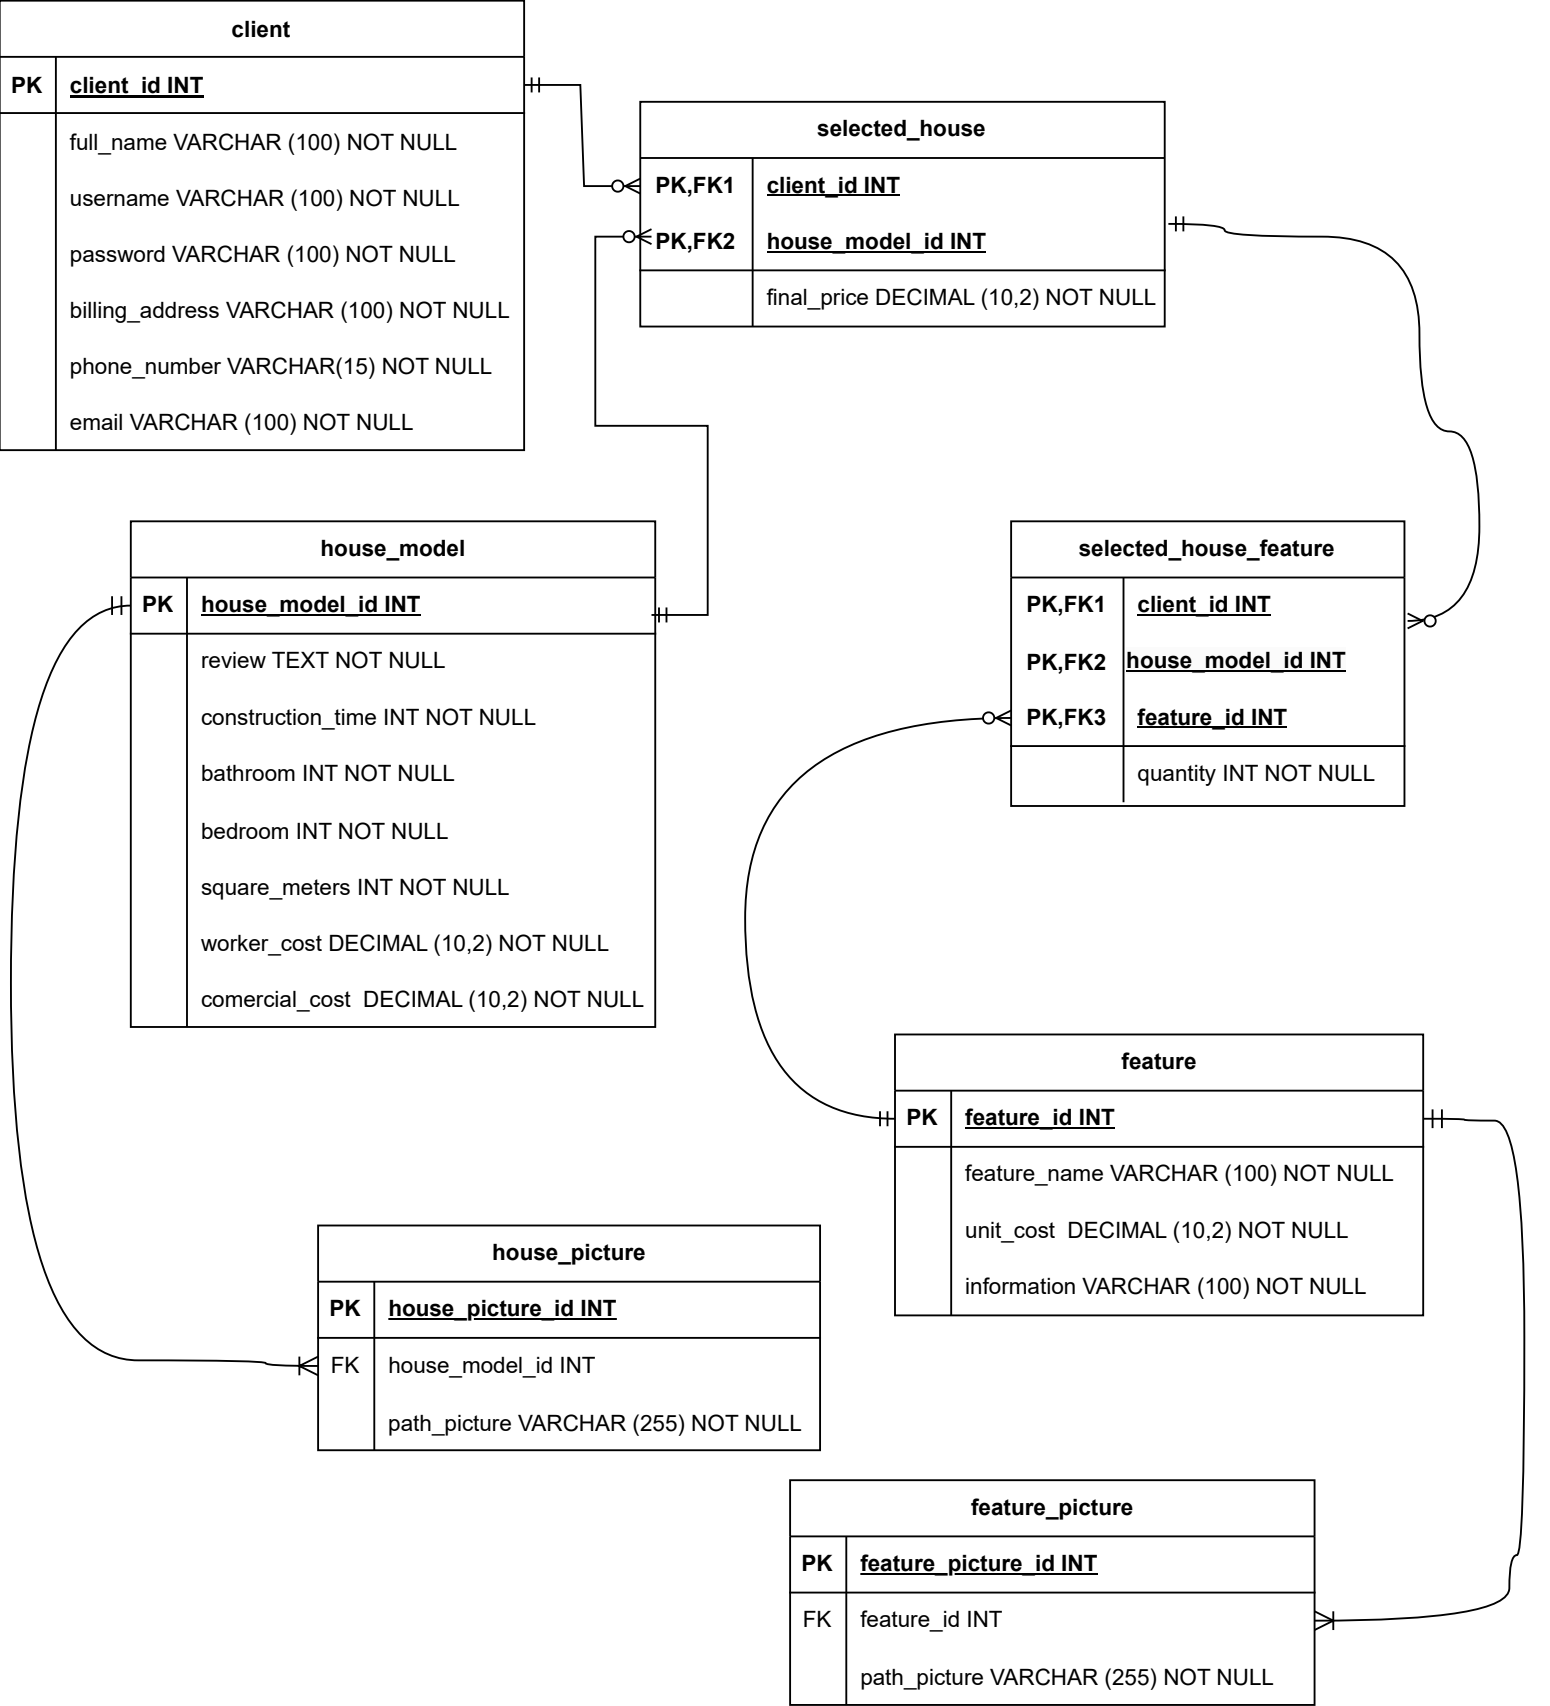 client
PK client_id INT
full_name VARCHAR (100) NOT NULL
username VARCHAR (100) NOT NULL
password VARCHAR (100) NOT NULL
billing_address VARCHAR (100) NOT NULL
phone_number VARCHAR(15) NOT NULL
email VARCHAR (100) NOT NULL
selected_house
PK,FK1 client_id INT
PK,FK2 house_model_id INT
final_price DECIMAL (10,2) NOT NULL
house_model
PK house_model_id INT
review TEXT NOT NULL
construction_time INT NOT NULL
bathroom INT NOT NULL
bedroom INT NOT NULL
square_meters INT NOT NULL
worker_cost DECIMAL (10,2) NOT NULL
comercial_cost  DECIMAL (10,2) NOT NULL
selected_house_feature
PK,FK1 client_id INT
PK,FK2 house_model_id INT
PK,FK3 feature_id INT
quantity INT NOT NULL
feature
PK feature_id INT
feature_name VARCHAR (100) NOT NULL
unit_cost  DECIMAL (10,2) NOT NULL
information VARCHAR (100) NOT NULL
house_picture
PK house_picture_id INT
FK house_model_id INT
path_picture VARCHAR (255) NOT NULL
feature_picture
PK feature_picture_id INT
FK feature_id INT
path_picture VARCHAR (255) NOT NULL